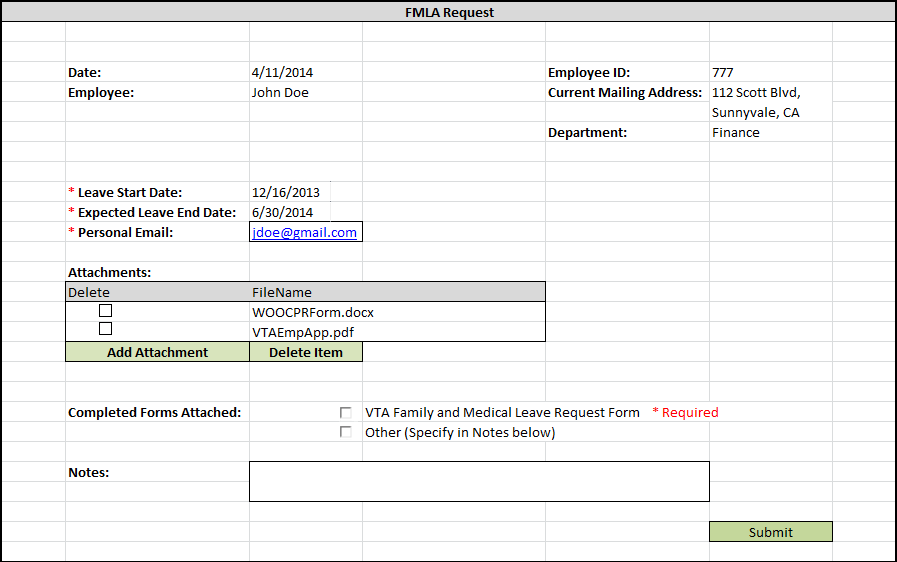 FMLA Request
Date: 4/11/2014 Employee ID: 777
Employee: John Doe Current Mailing Address: 112 Scott Blvd,
Sunnyvale, CA
Department: Finance
* Leave Start Date: 12/16/2013
* Expected Leave End Date: 6/30/2014
* Personal Email: jdoe@gmail.com
Attachments:
Delete FileName
WOOCPRForm.docx
VTAEmpApp.pdf
Add Attachment Delete Item
Completed Forms Attached: VTA Family and Medical Leave Request Form * Required
Other (Specify in Notes below)
Notes:
Submit